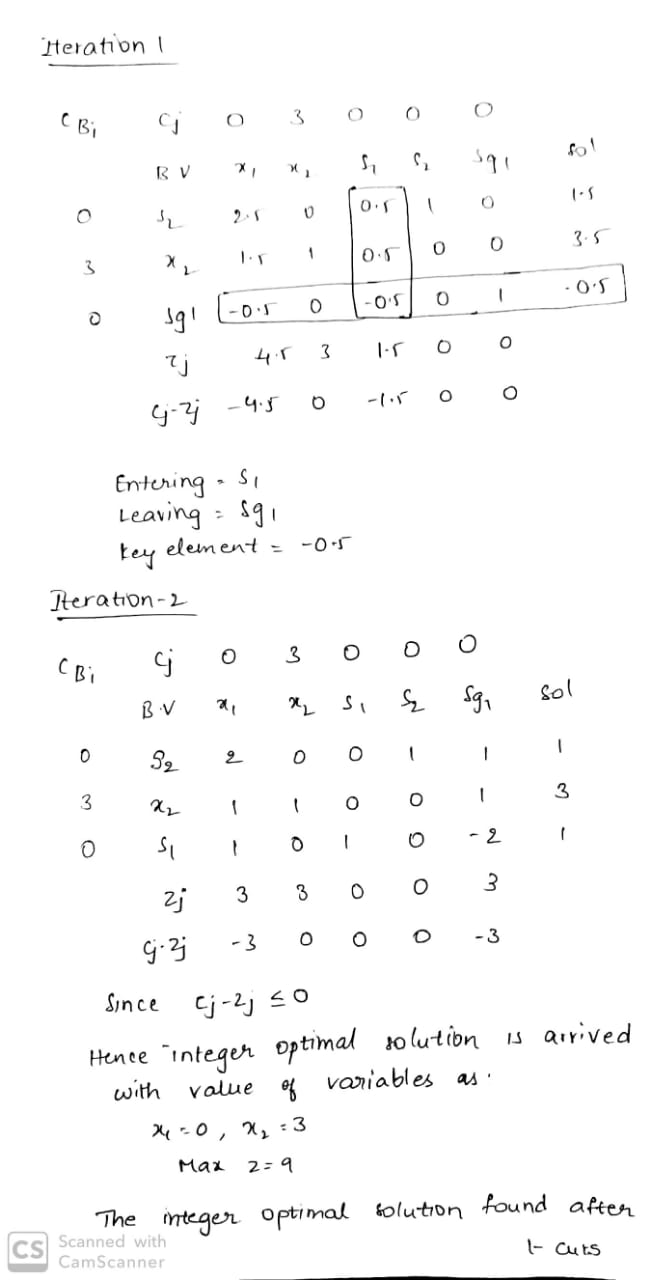 Iteration 1
CBi Cj 0 3 0 0 0
B V x1 x2 S1 S2 Sg1 sol
0 S2 2.5 0 0.5 1 0 1.5
3 x2 1.5 1 0.5 0 0 3.5
0 Sg1 -0.5 0 -0.5 0 1 -0.5
Zj 4.5 3 1.5 0 0
Cj-Zj -4.5 0 -1.5 0 0
Entering = S1
Leaving = Sg1
key element = -0.5
Iteration-2
CBi Cj 0 3 0 0 0
B.V x1 x2 S1 S2 Sg1 Sol
0 S2 2 0 0 1 1 1
3 x2 1 1 0 0 1 3
0 S1 1 0 1 0 -2 1
Zj 3 3 0 0 3
Cj-Zj -3 0 0 0 -3
Since Cj-Zj ≤ 0
Hence integer optimal solution is arrived
with value of variables as.
x1 = 0, x2 = 3
Max Z = 9
The integer optimal solution found after
1- cuts
CS Scanned with
CamScanner